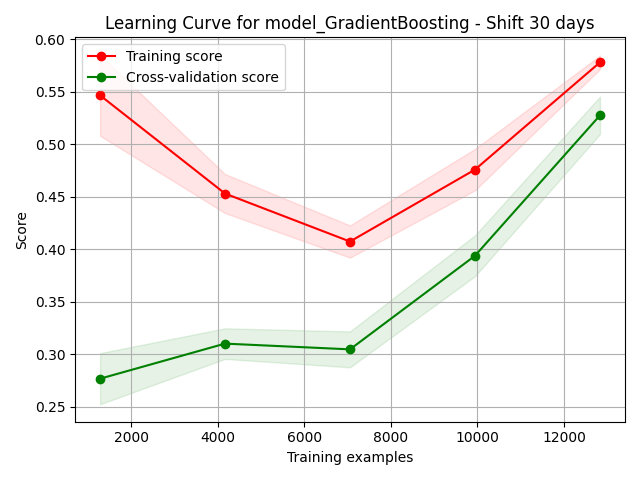 Learning Curve for model_GradientBoosting - Shift 30 days
Training score
Cross-validation score
Score
0.60
0.55
0.50
0.45
0.40
0.35
0.30
0.25
2000 4000 6000 8000 10000 12000
Training examples